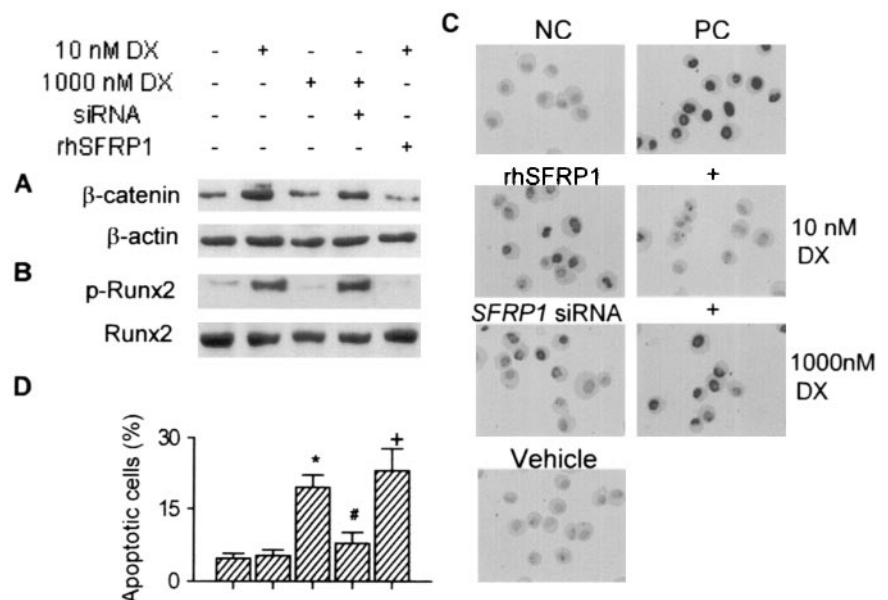 10 nM DX - + - - +
1000 nM DX - - + + -
siRNA - - - + -
rhSFRP1 - - - - +
A
β-catenin
β-actin
B
p-Runx2
Runx2
D
Apoptotic cells (%)
30
15
0
*
#
+
C
NC PC
rhSFRP1 +
10 nM
DX
SFRP1 siRNA +
1000nM
DX
Vehicle